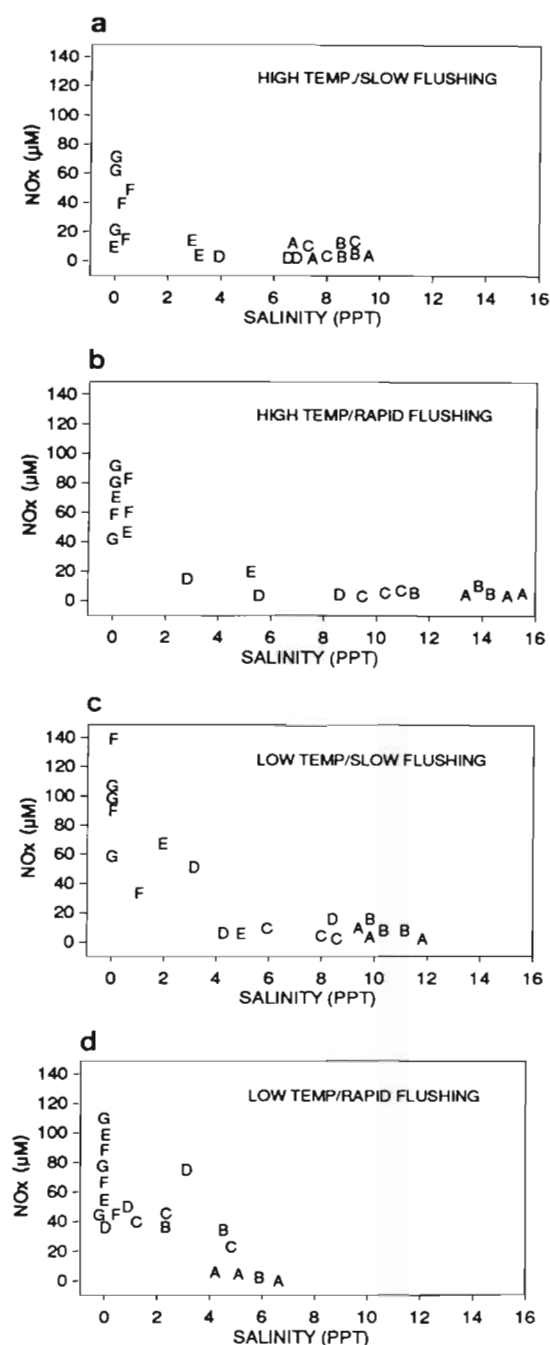 a
HIGH TEMP./SLOW FLUSHING
NOx (µM)
140
120
100
80
60
40
20
0
G
G
F
F
G
F
E
E
E
D
A
C
B
C
D
D
A
C
B
B
A
0 2 4 6 8 10 12 14 16
SALINITY (PPT)
b
HIGH TEMP/RAPID FLUSHING
NOx (µM)
140
120
100
80
60
40
20
0
G
G
F
E
F
F
E
G
D
E
D
D
C
C
C
B
A
B
B
A
A
0 2 4 6 8 10 12 14 16
SALINITY (PPT)
c
LOW TEMP/SLOW FLUSHING
NOx (µM)
140
120
100
80
60
40
20
0
F
G
G
F
G
F
E
D
D
E
C
C
C
D
A
B
A
B
B
A
0 2 4 6 8 10 12 14 16
SALINITY (PPT)
d
LOW TEMP/RAPID FLUSHING
NOx (µM)
140
120
100
80
60
40
20
0
G
E
F
G
F
E
G
F
D
D
C
C
B
D
B
C
A
A
B
A
0 2 4 6 8 10 12 14 16
SALINITY (PPT)